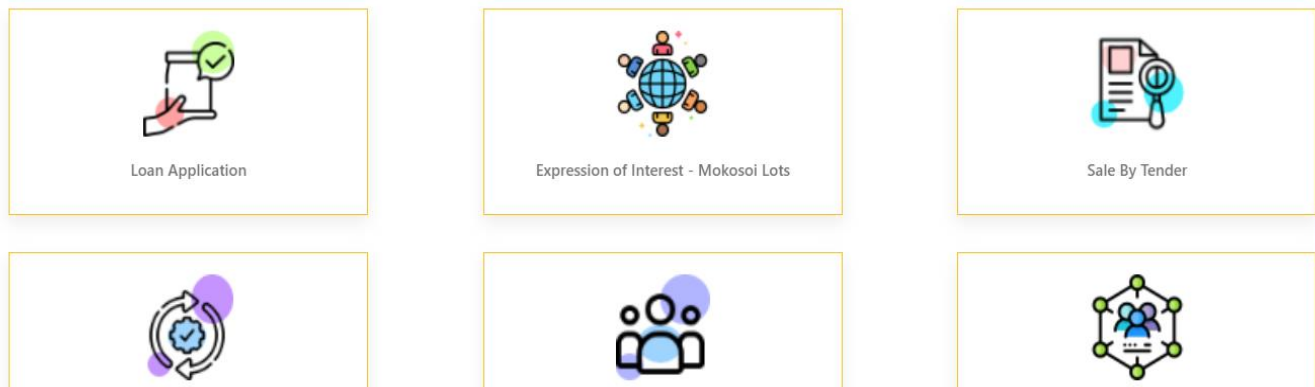 Loan Application
Expression of Interest - Mokosoi Lots
Sale By Tender